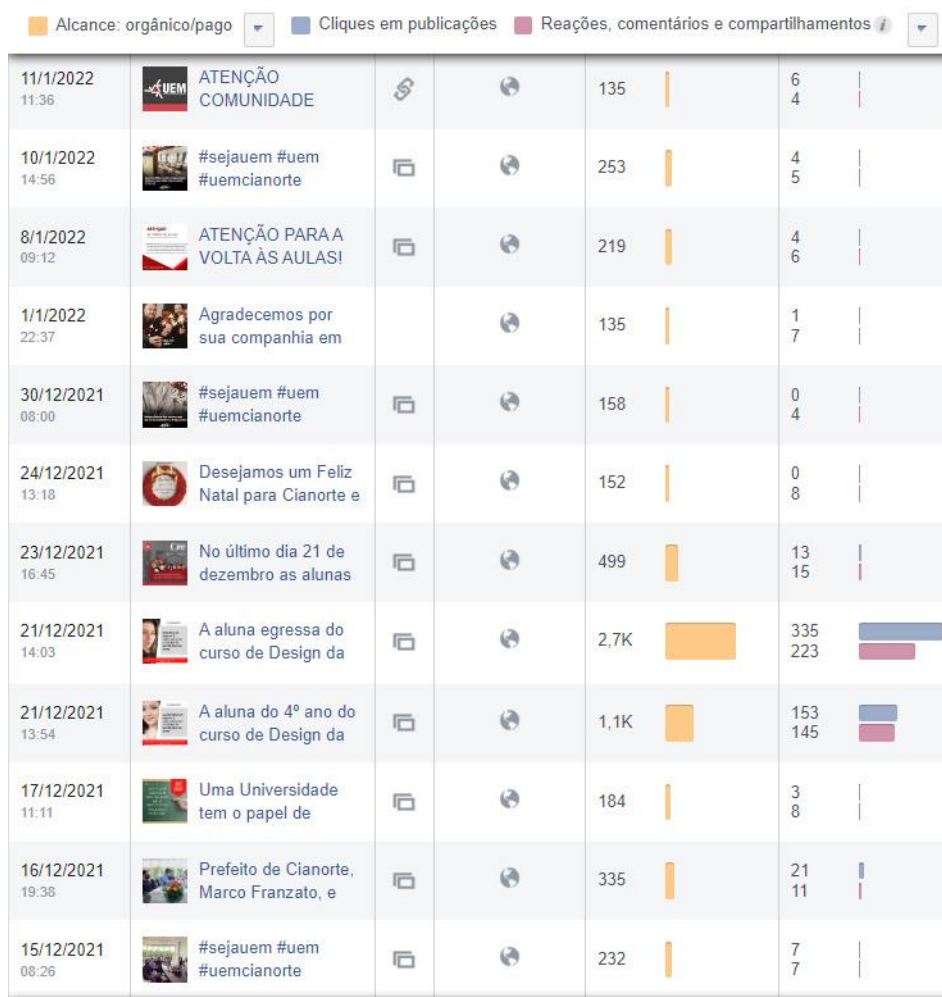 Alcance: orgânico/pago Cliques em publicações Reações, comentários e compartilhamentos i
11/1/2022
11:36
UEM
ATENÇÃO
COMUNIDADE
135
6
4
10/1/2022
14:56
#sejauem #uem
#uemcianorte
253
4
5
8/1/2022
09:12
ATENÇÃO
ATENÇÃO PARA A
VOLTA ÀS AULAS!
219
4
6
1/1/2022
22:37
Agradecemos por
sua companhia em
135
1
7
30/12/2021
08:00
#sejauem #uem
#uemcianorte
158
0
4
24/12/2021
13:18
Desejamos um Feliz
Natal para Cianorte e
152
0
8
23/12/2021
16:45
No último dia 21 de
dezembro as alunas
499
13
15
21/12/2021
14:03
A aluna egressa do
curso de Design da
2,7K
335
223
21/12/2021
13:54
A aluna do 4º ano do
curso de Design da
1,1K
153
145
17/12/2021
11:11
Uma Universidade
tem o papel de
184
3
8
16/12/2021
19:38
Prefeito de Cianorte,
Marco Franzato, e
335
21
11
15/12/2021
08:26
#sejauem #uem
#uemcianorte
232
7
7